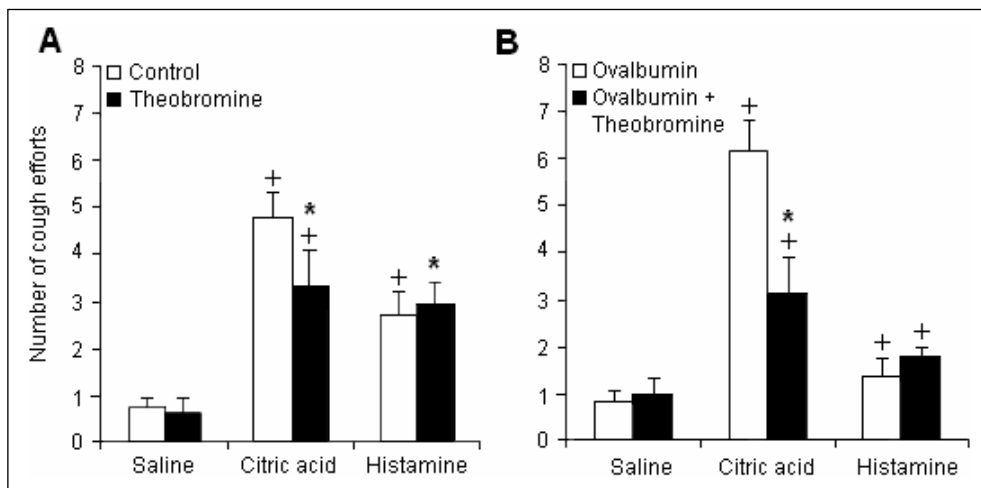 A
Number of cough efforts
8
7
6
5
4
3
2
1
0
Control
Theobromine
+
*
+
+
*
Saline Citric acid Histamine
B
8
7
6
5
4
3
2
1
0
Ovalbumin
Ovalbumin +
Theobromine
+
*
+
+
+
Saline Citric acid Histamine